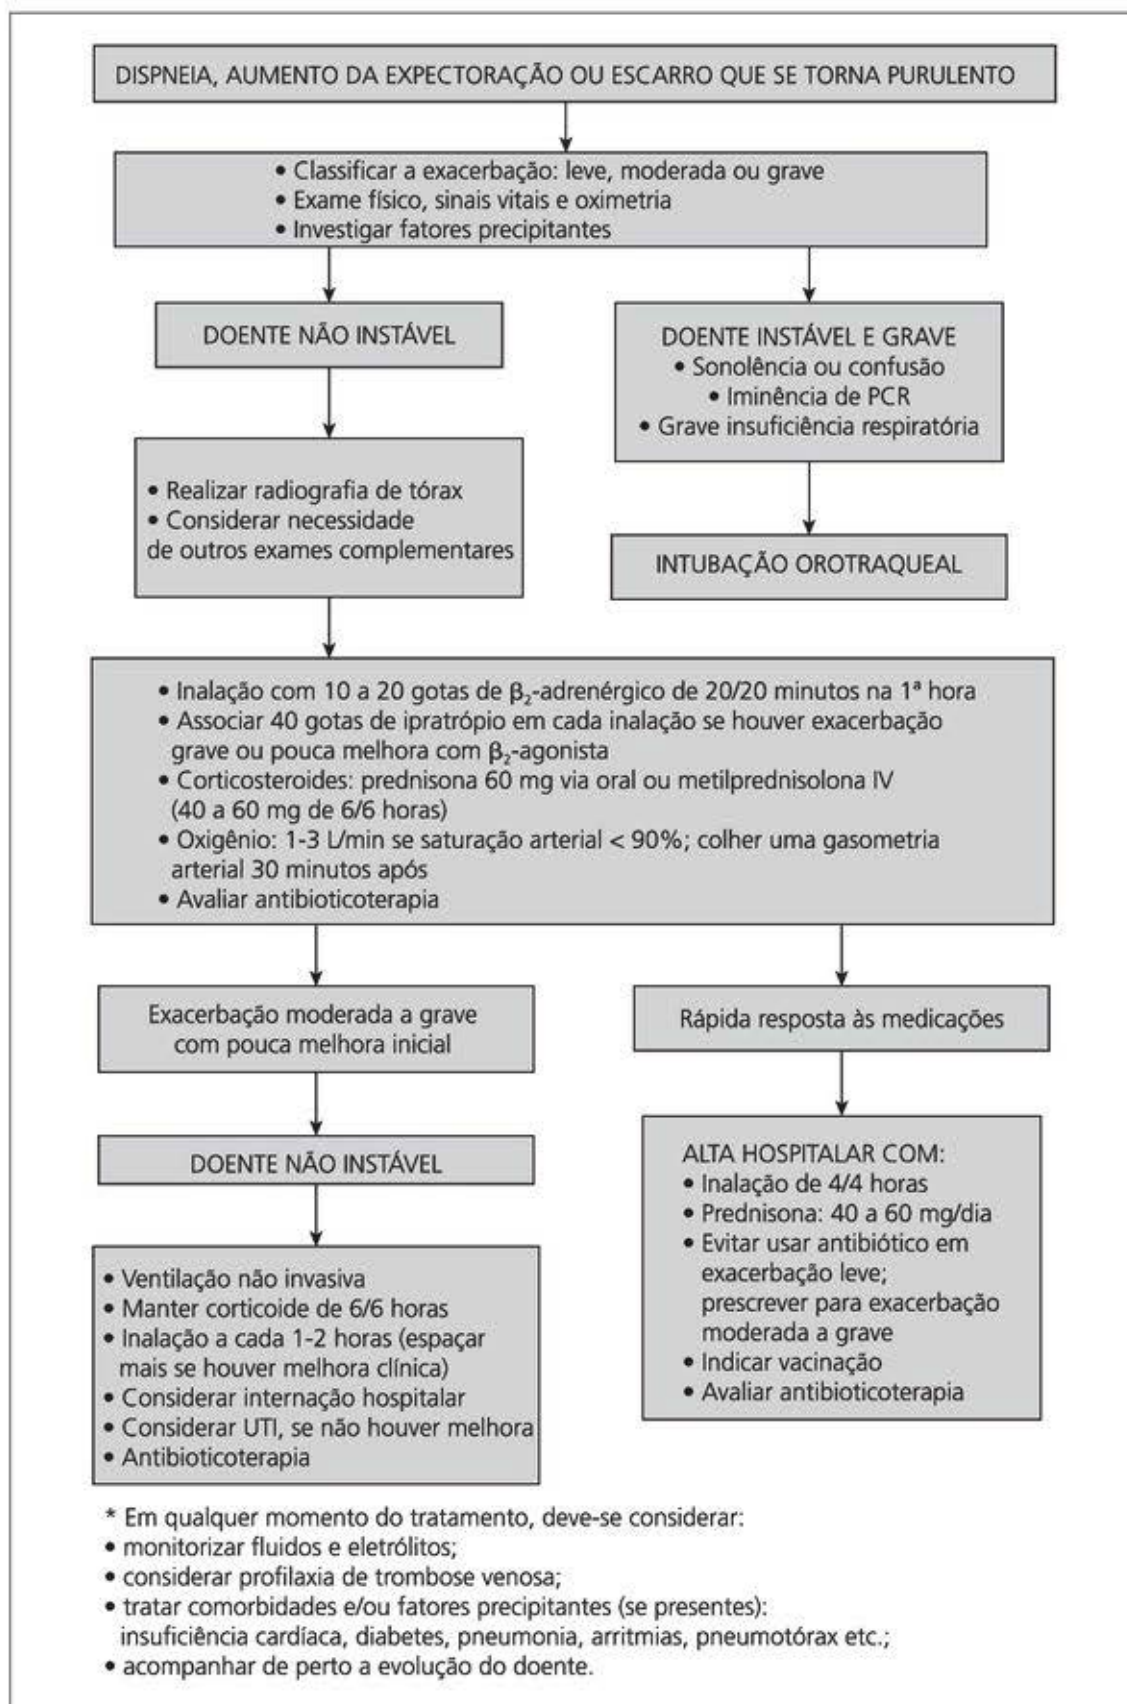 DISPNEIA, AUMENTO DA EXPECTORAÇÃO OU ESCARRO QUE SE TORNA PURULENTO
• Classificar a exacerbação: leve, moderada ou grave
• Exame físico, sinais vitais e oximetria
• Investigar fatores precipitantes
DOENTE NÃO INSTÁVEL
• Realizar radiografia de tórax
• Considerar necessidade
de outros exames complementares
DOENTE INSTÁVEL E GRAVE
• Sonolência ou confusão
• Iminência de PCR
• Grave insuficiência respiratória
INTUBAÇÃO OROTRAQUEAL
• Inalação com 10 a 20 gotas de β₂-adrenérgico de 20/20 minutos na 1ª hora
• Associar 40 gotas de ipratrópio em cada inalação se houver exacerbação
grave ou pouca melhora com β₂-agonista
• Corticosteroides: prednisona 60 mg via oral ou metilprednisolona IV
(40 a 60 mg de 6/6 horas)
• Oxigênio: 1-3 L/min se saturação arterial < 90%; colher uma gasometria
arterial 30 minutos após
• Avaliar antibioticoterapia
Exacerbação moderada a grave
com pouca melhora inicial
DOENTE NÃO INSTÁVEL
• Ventilação não invasiva
• Manter corticoide de 6/6 horas
• Inalação a cada 1-2 horas (espaçar
mais se houver melhora clínica)
• Considerar internação hospitalar
• Considerar UTI, se não houver melhora
• Antibioticoterapia
Rápida resposta às medicações
ALTA HOSPITALAR COM:
• Inalação de 4/4 horas
• Prednisona: 40 a 60 mg/dia
• Evitar usar antibiótico em
exacerbação leve;
prescrever para exacerbação
moderada a grave
• Indicar vacinação
• Avaliar antibioticoterapia
* Em qualquer momento do tratamento, deve-se considerar:
• monitorizar fluidos e eletrólitos;
• considerar profilaxia de trombose venosa;
• tratar comorbidades e/ou fatores precipitantes (se presentes):
insuficiência cardíaca, diabetes, pneumonia, arritmias, pneumotórax etc.;
• acompanhar de perto a evolução do doente.